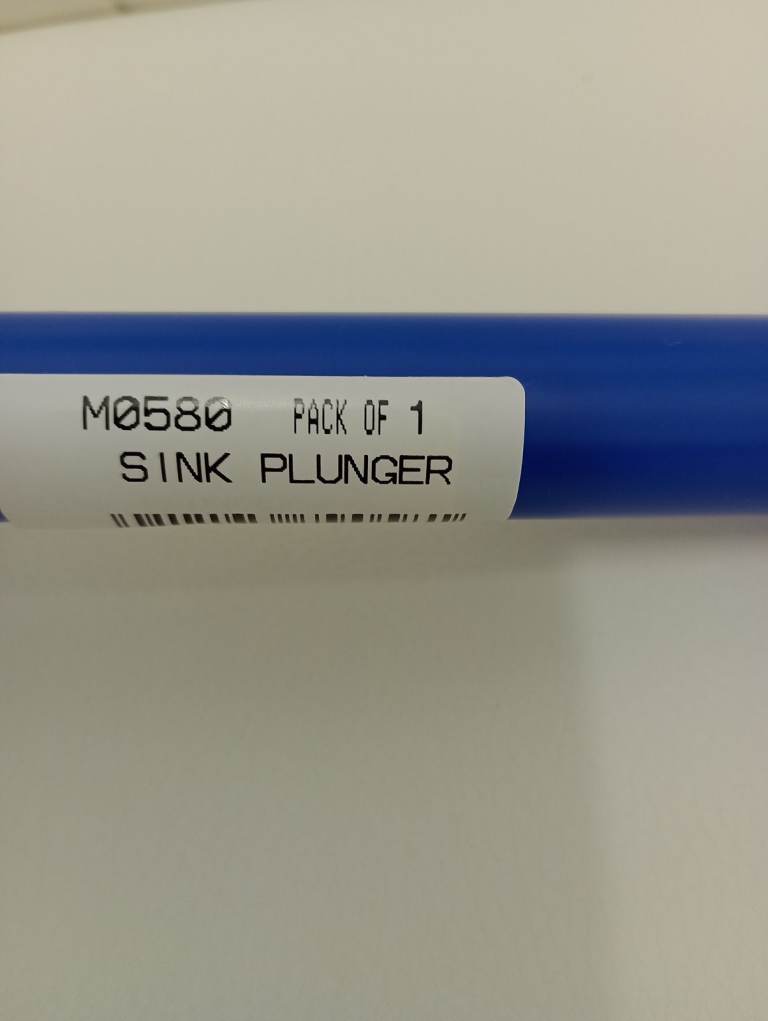 M0580 PACK OF 1
SINK PLUNGER